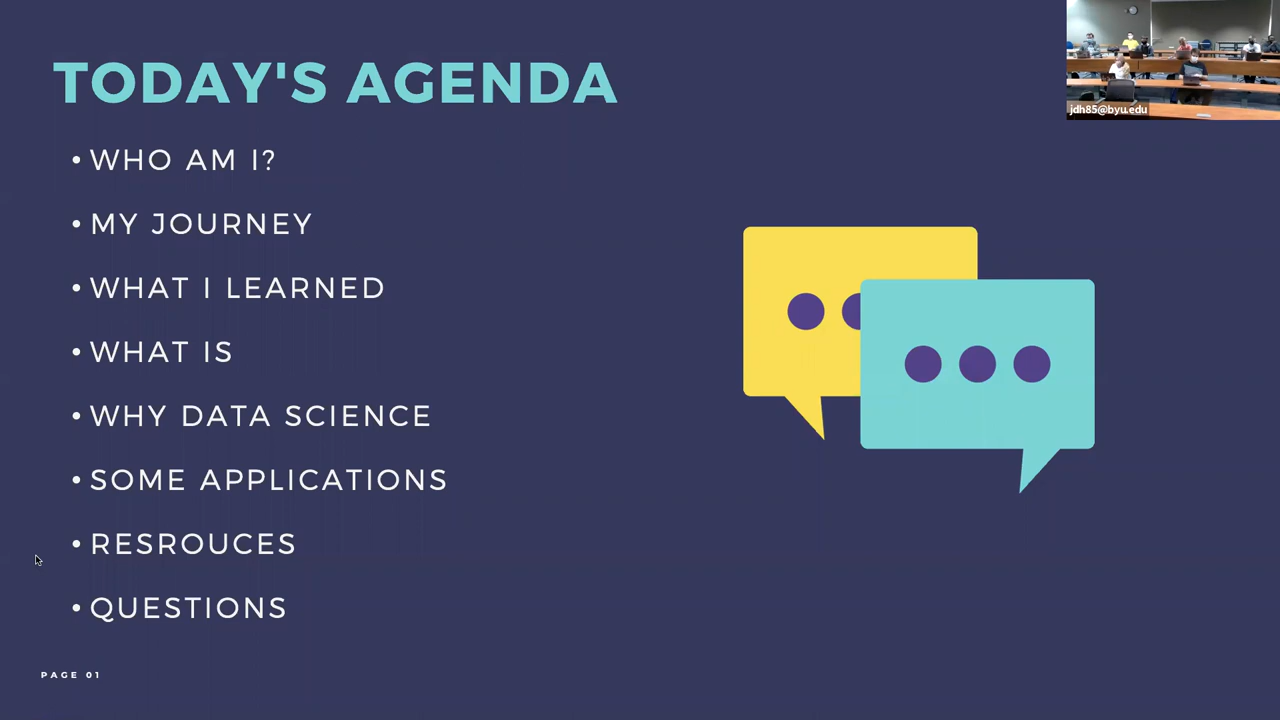 TODAY'S AGENDA
• WHO AM I?
• MY JOURNEY
• WHAT I LEARNED
• WHAT IS
• WHY DATA SCIENCE
• SOME APPLICATIONS
• RESROUCES
• QUESTIONS
PAGE 01
jdh85@byu.edu